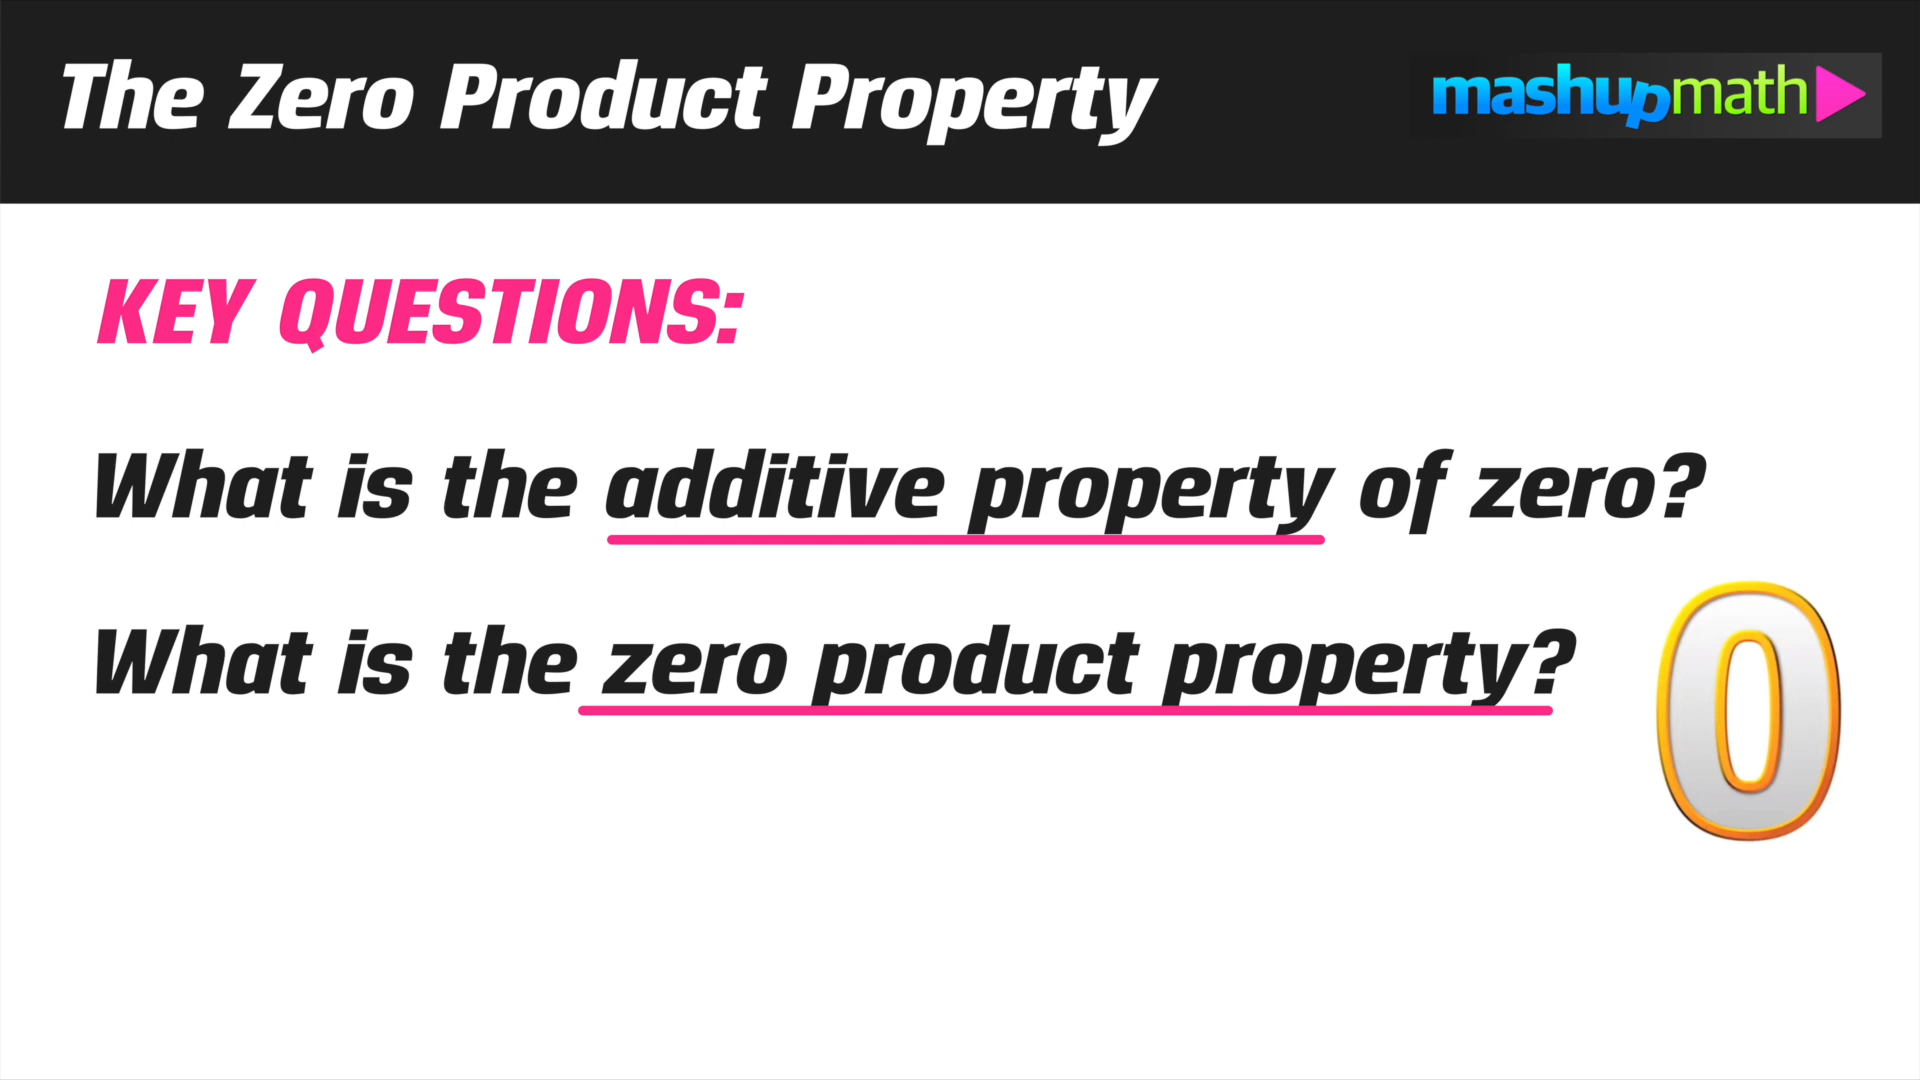 The Zero Product Property
mashupmath
KEY QUESTIONS:
What is the additive property of zero?
What is the zero product property?
0